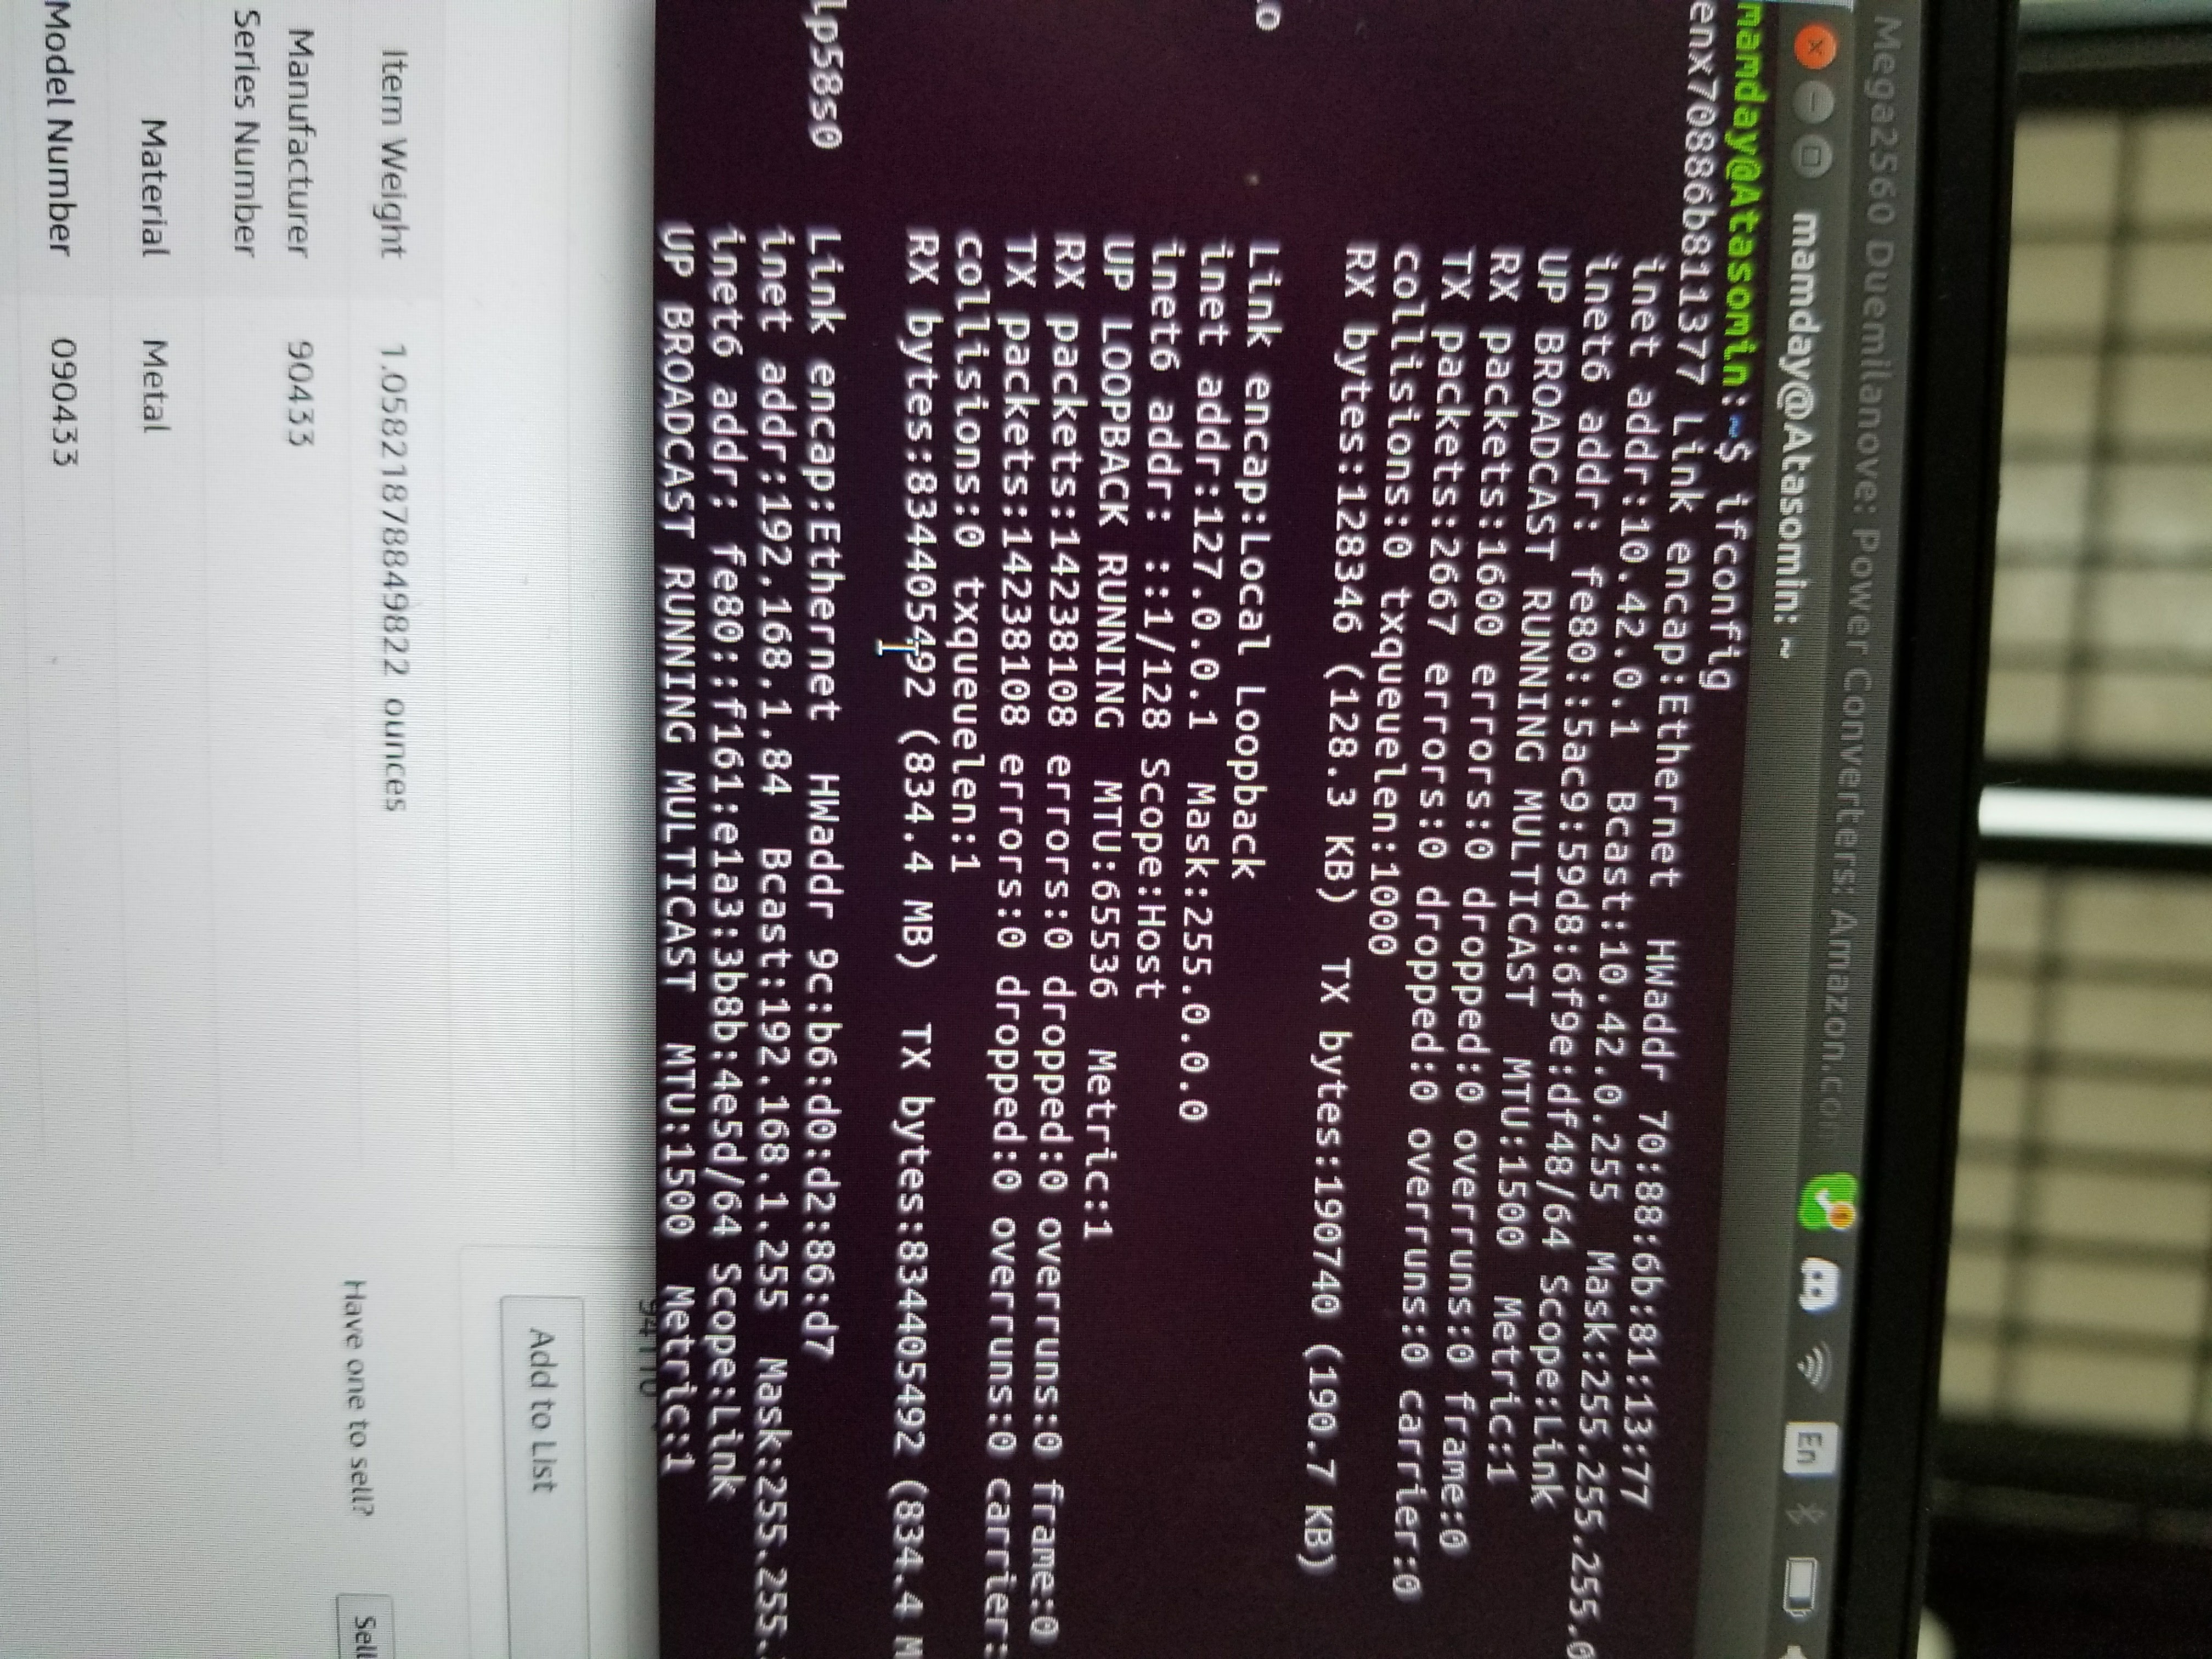 Mega2560 Duemilanove: Power Converters: Amazon.com
mamday@Atasomin: ~
En
mamday@Atasomin:~$ ifconfig
enx70886b811377 Link encap:Ethernet  HWaddr 70:88:6b:81:13:77
inet addr:10.42.0.1  Bcast:10.42.0.255  Mask:255.255.255.0
inet6 addr: fe80::5ac9:59d8:6f9e:df48/64 Scope:Link
UP BROADCAST RUNNING MULTICAST  MTU:1500  Metric:1
RX packets:1600 errors:0 dropped:0 overruns:0 frame:0
TX packets:2667 errors:0 dropped:0 overruns:0 carrier:0
collisions:0 txqueuelen:1000
RX bytes:128346 (128.3 KB)  TX bytes:190740 (190.7 KB)
lo Link encap:Local Loopback
inet addr:127.0.0.1  Mask:255.0.0.0
inet6 addr: ::1/128 Scope:Host
UP LOOPBACK RUNNING  MTU:65536  Metric:1
RX packets:14238108 errors:0 dropped:0 overruns:0 frame:0
TX packets:14238108 errors:0 dropped:0 overruns:0 carrier:
collisions:0 txqueuelen:1
RX bytes:834405492 (834.4 MB)  TX bytes:834405492 (834.4 M
lp58s0 Link encap:Ethernet  HWaddr 9c:b6:d0:d2:86:d7
inet addr:192.168.1.84  Bcast:192.168.1.255  Mask:255.255.
inet6 addr: fe80::f161:e1a3:3b8b:4e5d/64 Scope:Link
UP BROADCAST RUNNING MULTICAST  MTU:1500  Metric:1
Add to List
Item Weight 1.05821878849822 ounces
Have one to sell?
Sell
Manufacturer 90433
Series Number
Material Metal
Model Number 090433